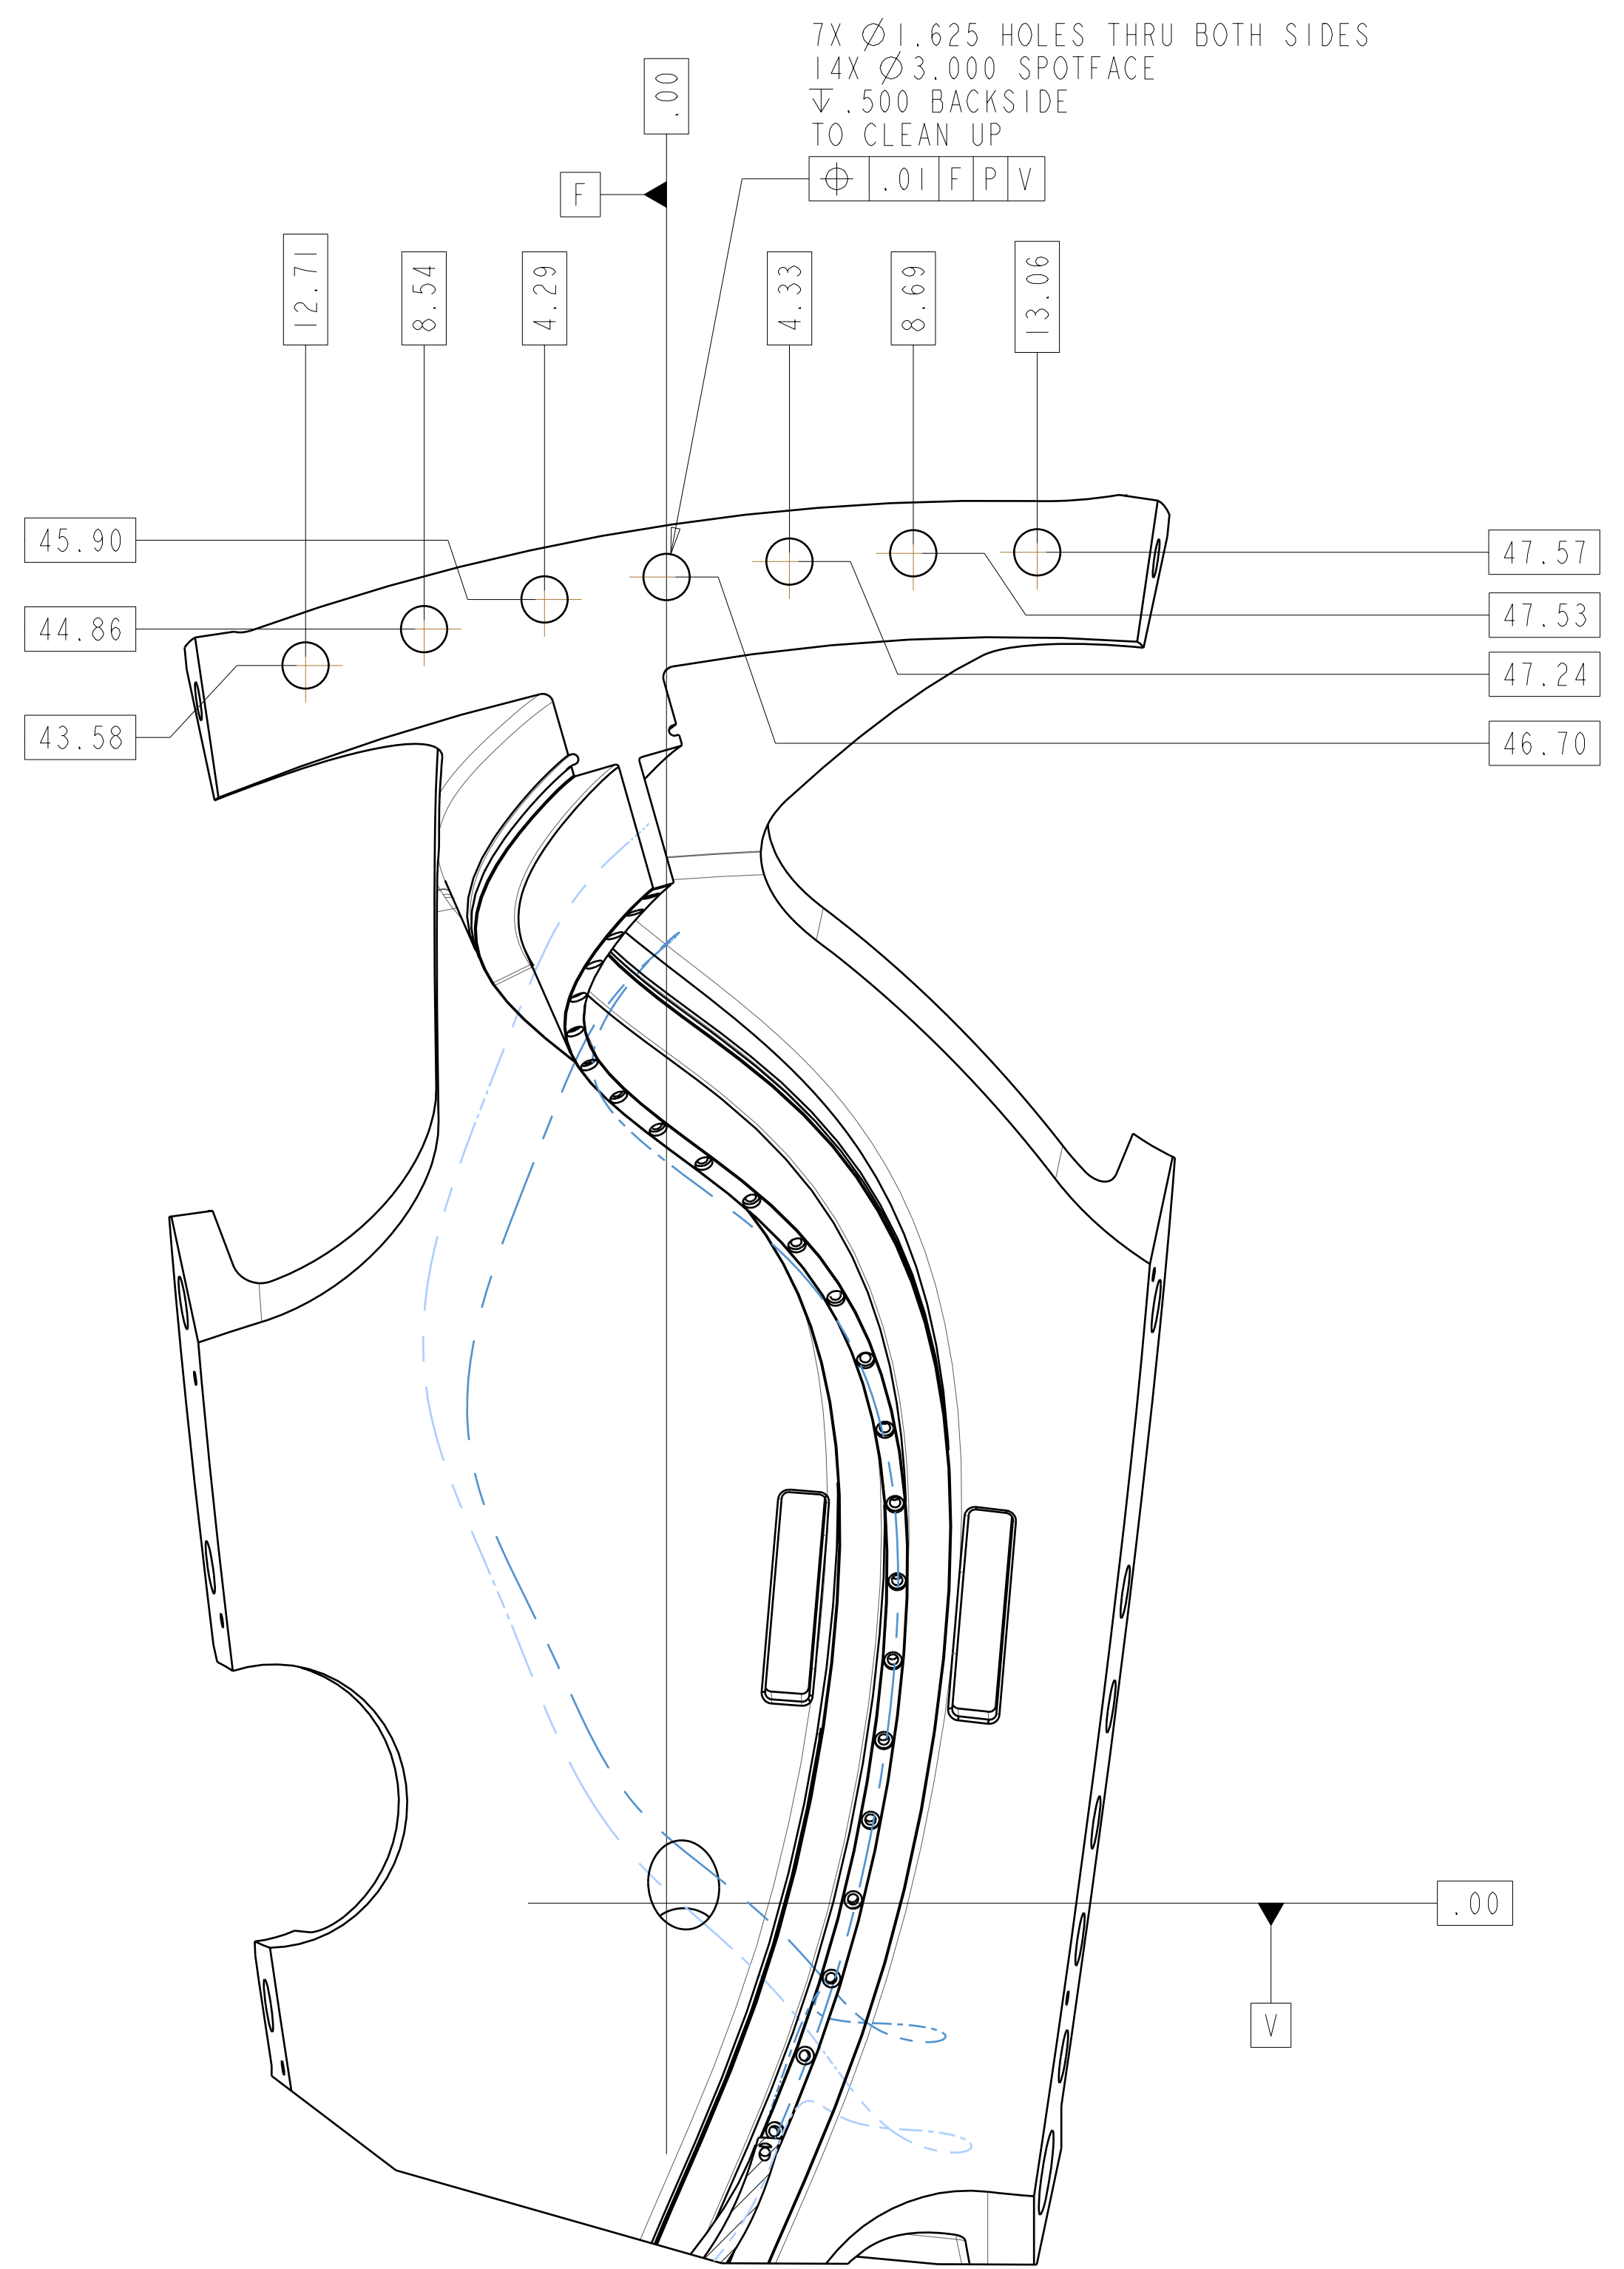 7X Ø1.625 HOLES THRU BOTH SIDES
14X Ø3.000 SPOTFACE
↧.500 BACKSIDE
TO CLEAN UP
⌖ .01 F P V
.00
F
12.71
8.54
4.29
4.33
8.69
13.06
45.90
44.86
43.58
47.57
47.53
47.24
46.70
.00
V